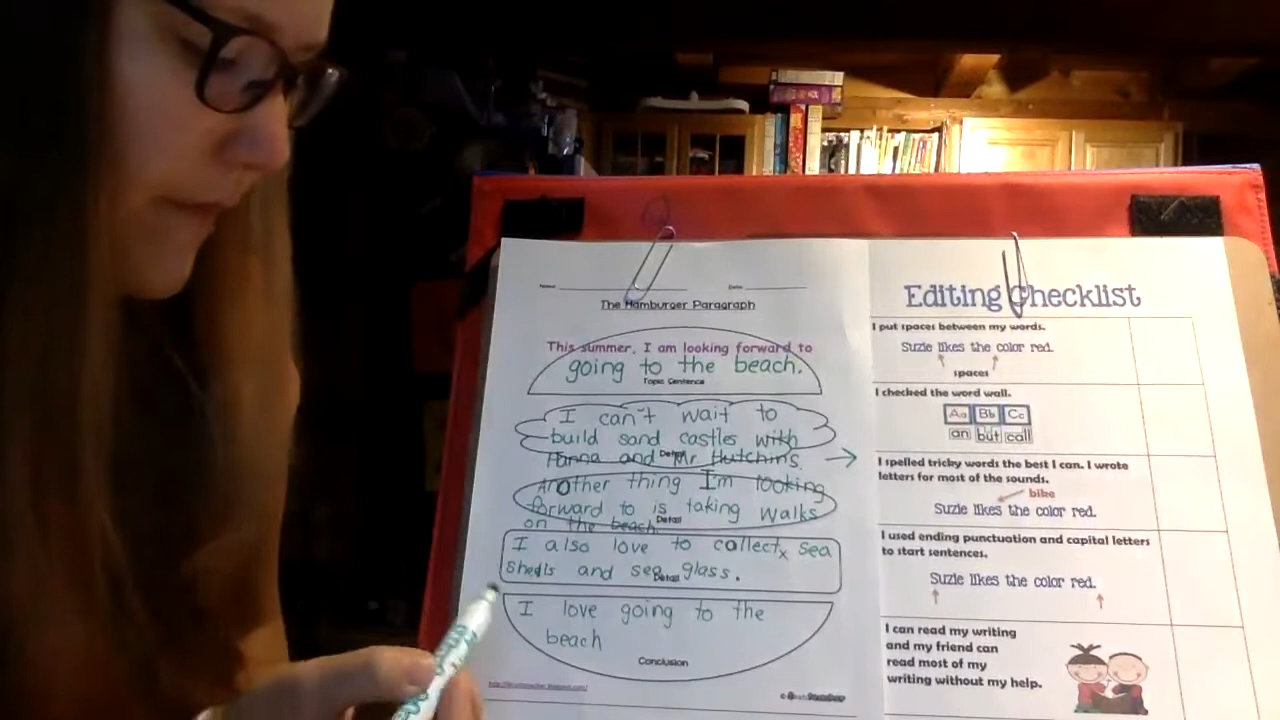 Name: Date:
The Hamburger Paragraph
This summer, I am looking forward to
going to the beach.
Topic Sentence
I can't wait to
build sand castles with
Hanna and Mr Hutchins.
Detail
Another thing Im looking
forward to is taking walks
on the beach.
Detail
I also love to collect x sea
shells and sea glass.
Detail
I love going to the
beach
Conclusion
Editing Checklist
I put spaces between my words.
Suzie likes the color red.
spaces
I checked the word wall.
Aa Bb Cc
an but call
I spelled tricky words the best I can. I wrote
letters for most of the sounds.
bike
Suzie likes the color red.
I used ending punctuation and capital letters
to start sentences.
Suzie likes the color red.
I can read my writing
and my friend can
read most of my
writing without my help.